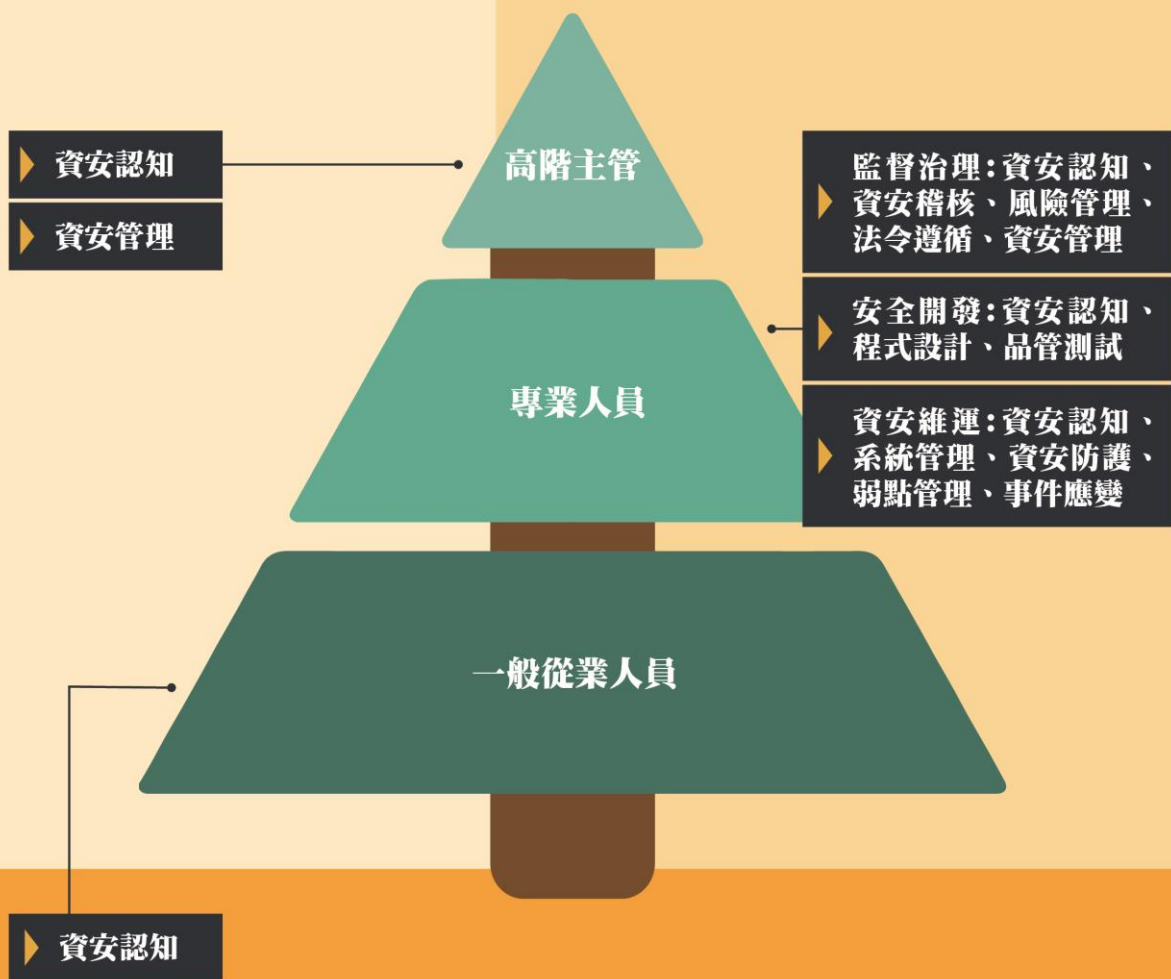 高階主管
資安認知
資安管理
專業人員
監督治理:資安認知、
資安稽核、風險管理、
法令遵循、資安管理
安全開發:資安認知、
程式設計、品管測試
資安維運:資安認知、
系統管理、資安防護、
弱點管理、事件應變
一般從業人員
資安認知